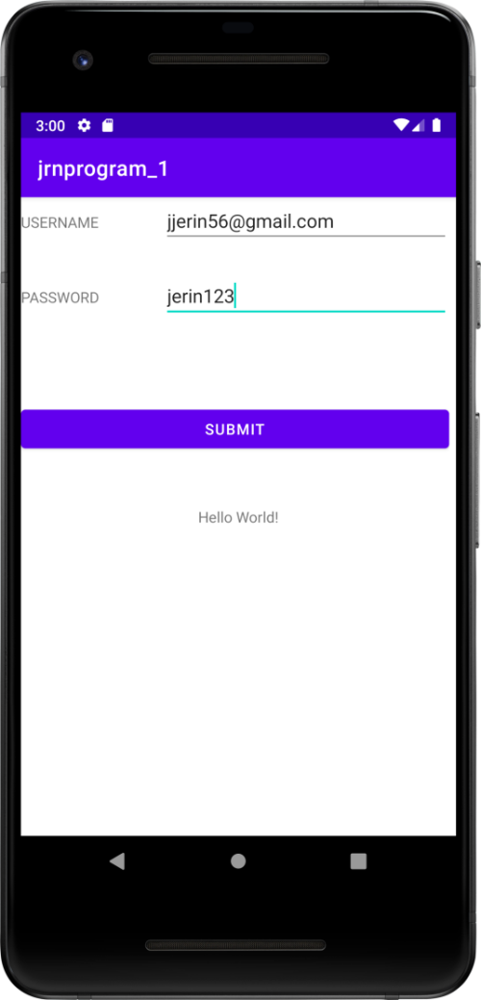 3:00
jrnprogram_1
USERNAME jjerin56@gmail.com
PASSWORD jerin123
SUBMIT
Hello World!